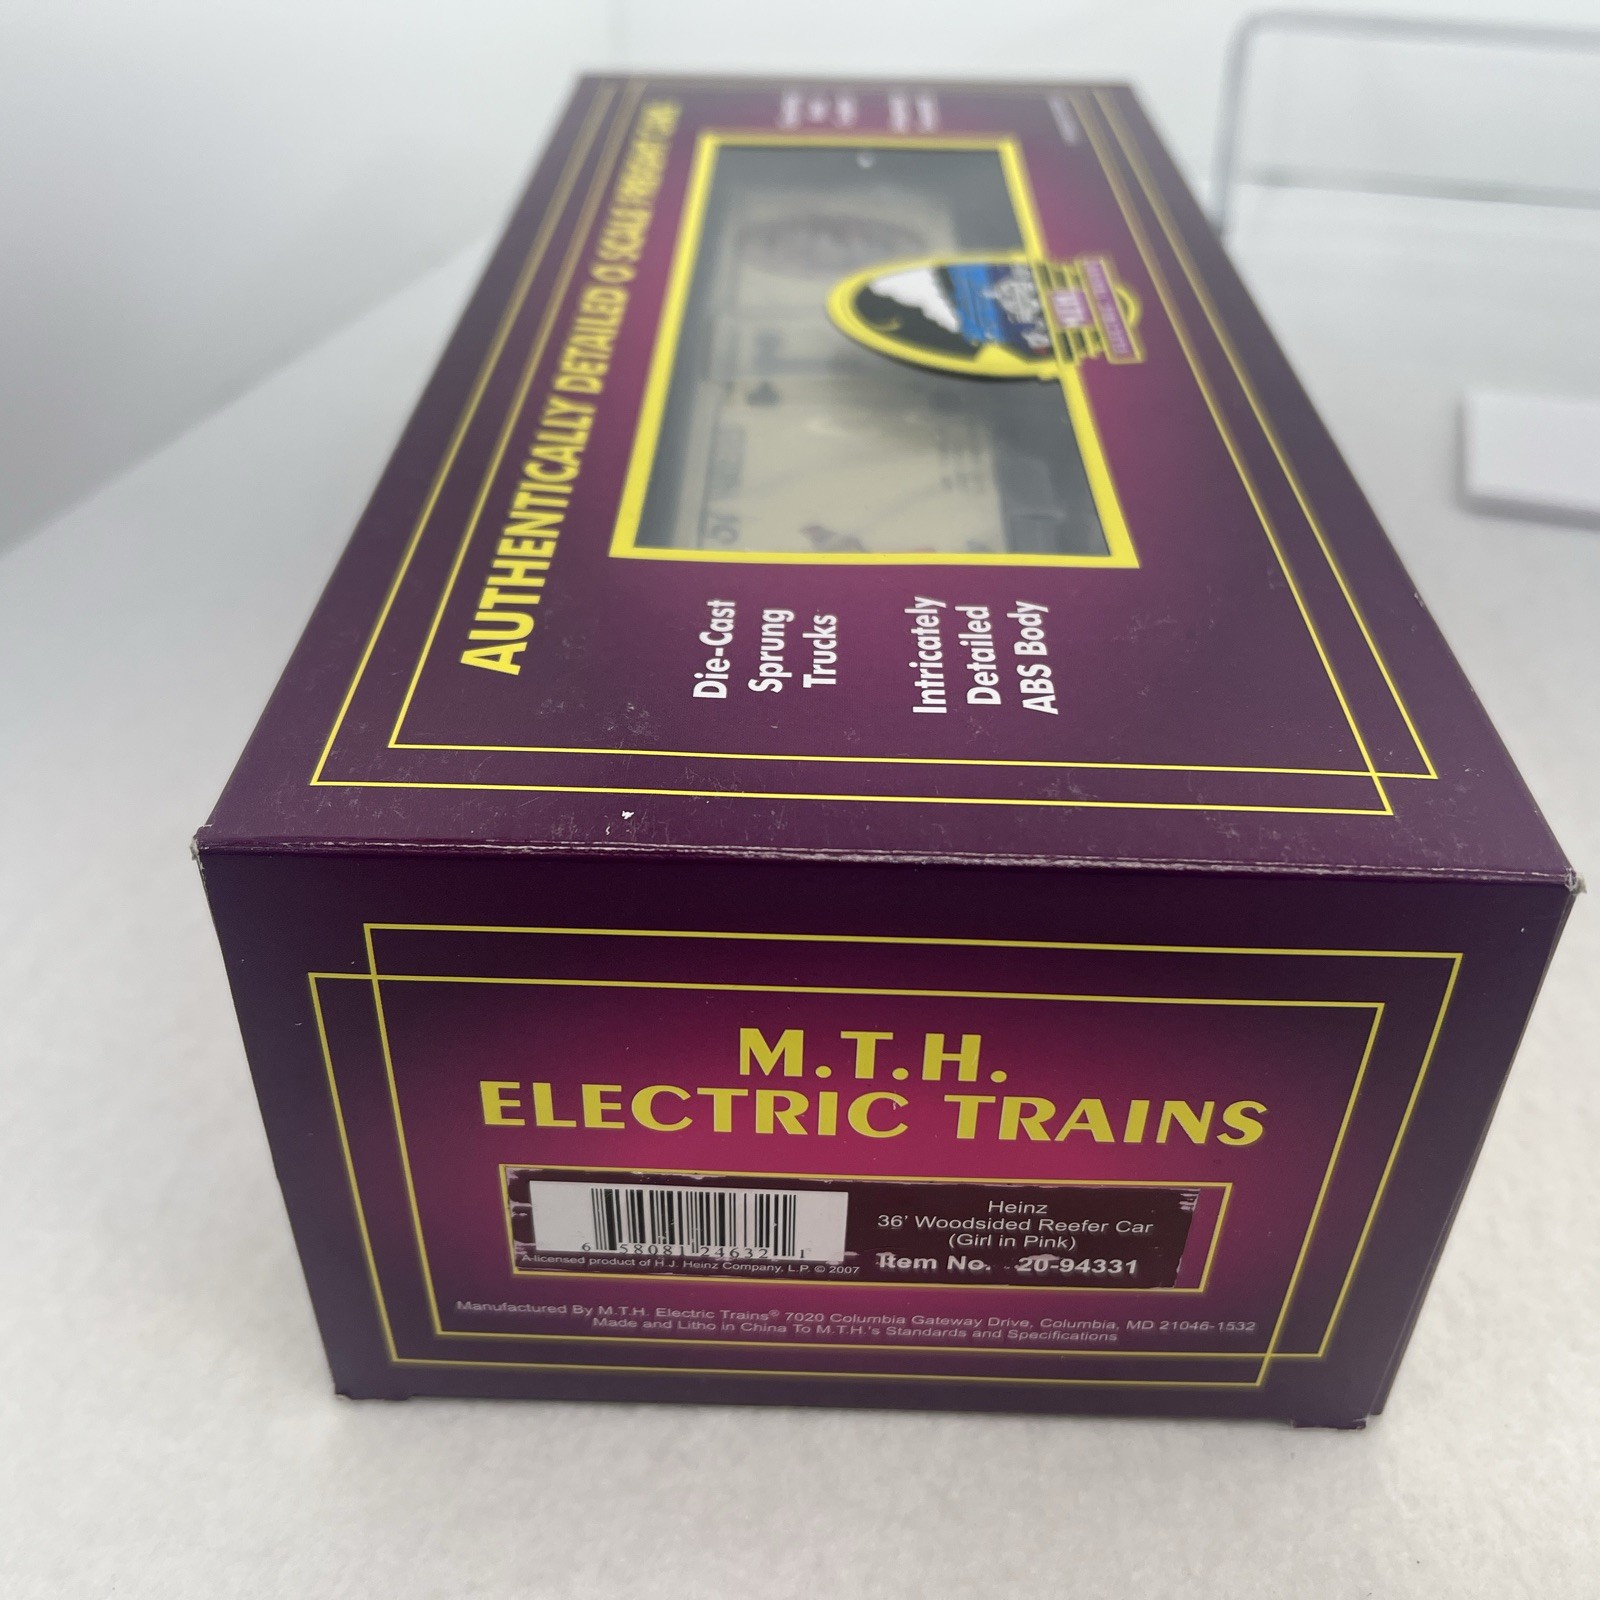 AUTHENTICALLY DETAILED O SCALE FREIGHT CARS
Die-Cast
Sprung
Trucks
Intricately
Detailed
ABS Body
M.T.H.
ELECTRIC TRAINS
Heinz
36' Woodsided Reefer Car
(Girl in Pink)
Item No. 20-94331
6 58081 24632 1
A licensed product of H.J. Heinz Company, L.P. © 2007
Manufactured By M.T.H. Electric Trains® 7020 Columbia Gateway Drive, Columbia, MD 21046-1532
Made and Litho in China To M.T.H.'s Standards and Specifications